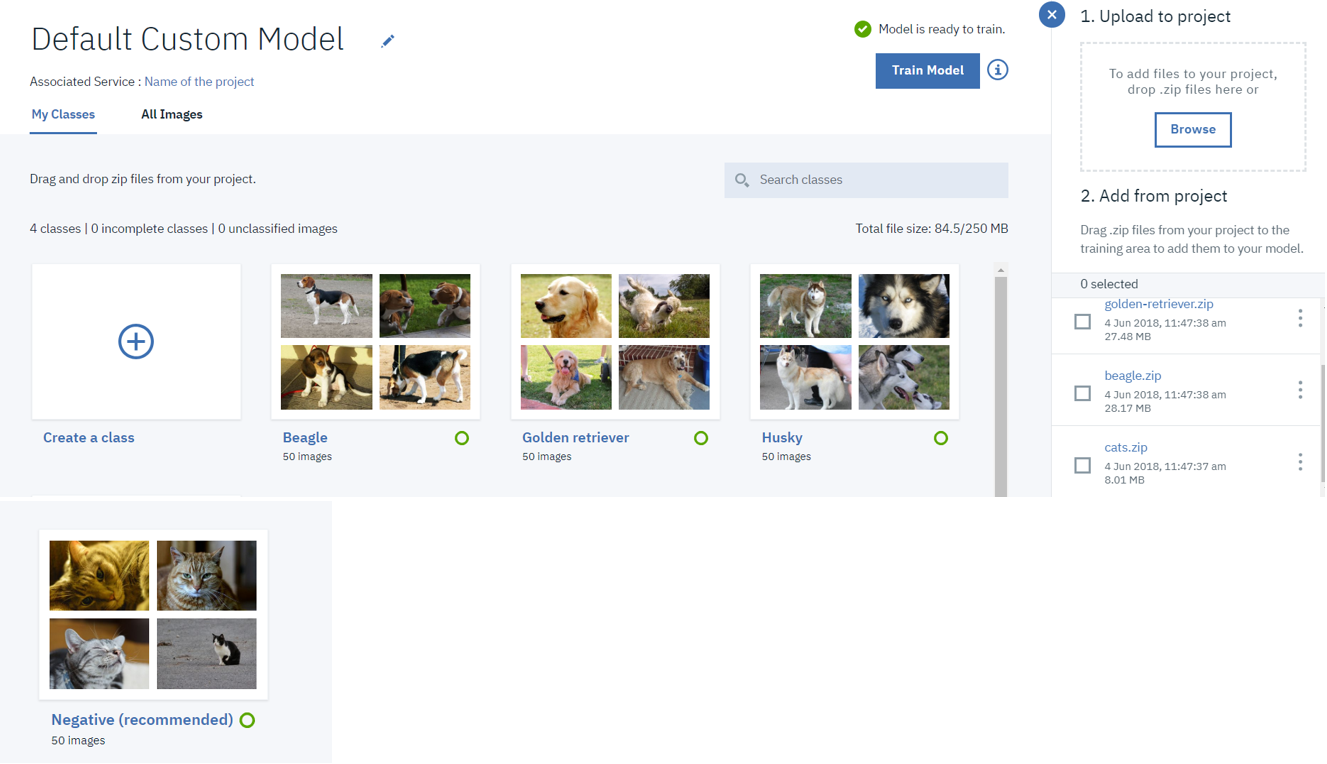 Default Custom Model
Associated Service : Name of the project
My Classes
All Images
Model is ready to train.
Train Model
Drag and drop zip files from your project.
Search classes
4 classes | 0 incomplete classes | 0 unclassified images
Total file size: 84.5/250 MB
Create a class
Beagle
50 images
Golden retriever
50 images
Husky
50 images
Negative (recommended)
50 images
1. Upload to project
To add files to your project,
drop .zip files here or
Browse
2. Add from project
Drag .zip files from your project to the
training area to add them to your model.
0 selected
golden-retriever.zip
4 Jun 2018, 11:47:38 am
27.48 MB
beagle.zip
4 Jun 2018, 11:47:38 am
28.17 MB
cats.zip
4 Jun 2018, 11:47:37 am
8.01 MB